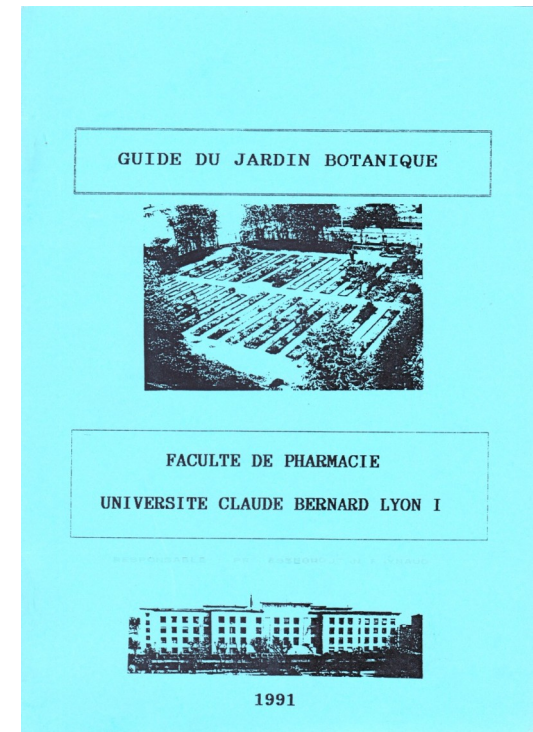 GUIDE DU JARDIN BOTANIQUE
FACULTE DE PHARMACIE
UNIVERSITE CLAUDE BERNARD LYON I
1991